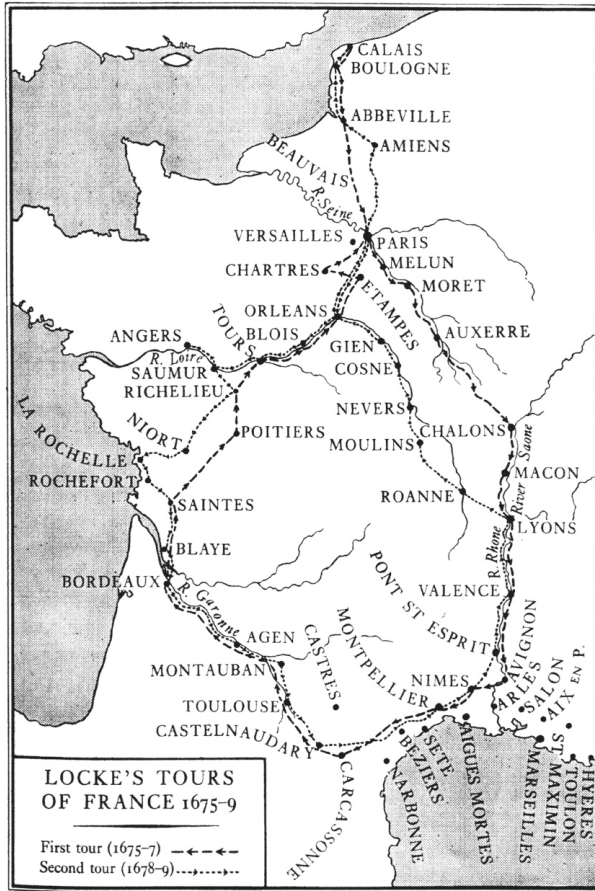 CALAIS
BOULOGNE
ABBEVILLE
AMIENS
BEAUVAIS
R. Seine
VERSAILLES
PARIS
MELUN
CHARTRES
MORET
ETAMPES
ORLEANS
TOURS
BLOIS
ANGERS
AUXERRE
GIEN
R. Loire
SAUMUR
COSNE
RICHELIEU
NEVERS
LA ROCHELLE
NIORT
POITIERS
CHALONS
MOULINS
River Saone
MACON
ROCHEFORT
ROANNE
SAINTES
LYONS
BLAYE
R. Rhone
PONT ST ESPRIT
BORDEAUX
VALENCE
R. Garonne
AGEN
CASTRES
MONTPELLIER
AVIGNON
MONTAUBAN
NIMES
ARLES
SALON
AIX EN P.
TOULOUSE
CASTELNAUDARY
CARCASSONNE
NARBONNE
BEZIERS
SETE
AIGUES MORTES
MARSEILLES
ST MAXIMIN
TOULON
HYERES
LOCKE'S TOURS
OF FRANCE 1675-9
First tour (1675-7)
Second tour (1678-9)